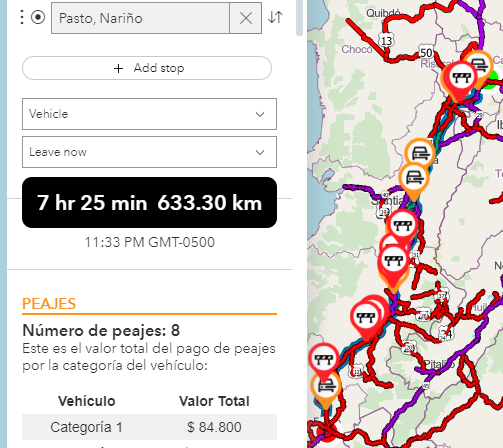 Pasto, Nariño
+ Add stop
Vehicle
Leave now
7 hr 25 min 633.30 km
11:33 PM GMT-0500
PEAJES
Número de peajes: 8
Este es el valor total del pago de peajes
por la categoría del vehículo:
Vehículo Valor Total
Categoría 1 $ 84.800
Quibdó
13
50
Choco
Pitalito